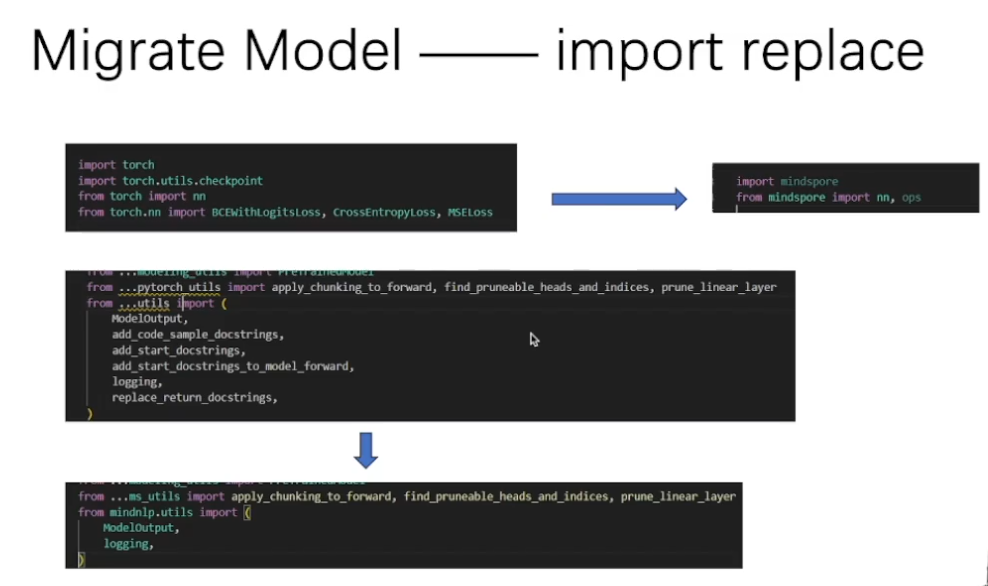 Migrate Model —— import replace
import torch
import torch.utils.checkpoint
from torch import nn
from torch.nn import BCEWithLogitsLoss, CrossEntropyLoss, MSELoss
import mindspore
from mindspore import nn, ops
from ...modeling_utils import PreTrainedModel
from ...pytorch_utils import apply_chunking_to_forward, find_pruneable_heads_and_indices, prune_linear_layer
from ...utils import (
ModelOutput,
add_code_sample_docstrings,
add_start_docstrings,
add_start_docstrings_to_model_forward,
logging,
replace_return_docstrings,
)
from ...modeling_utils import PreTrainedModel
from ...ms_utils import apply_chunking_to_forward, find_pruneable_heads_and_indices, prune_linear_layer
from mindnlp.utils import (
ModelOutput,
logging,
)